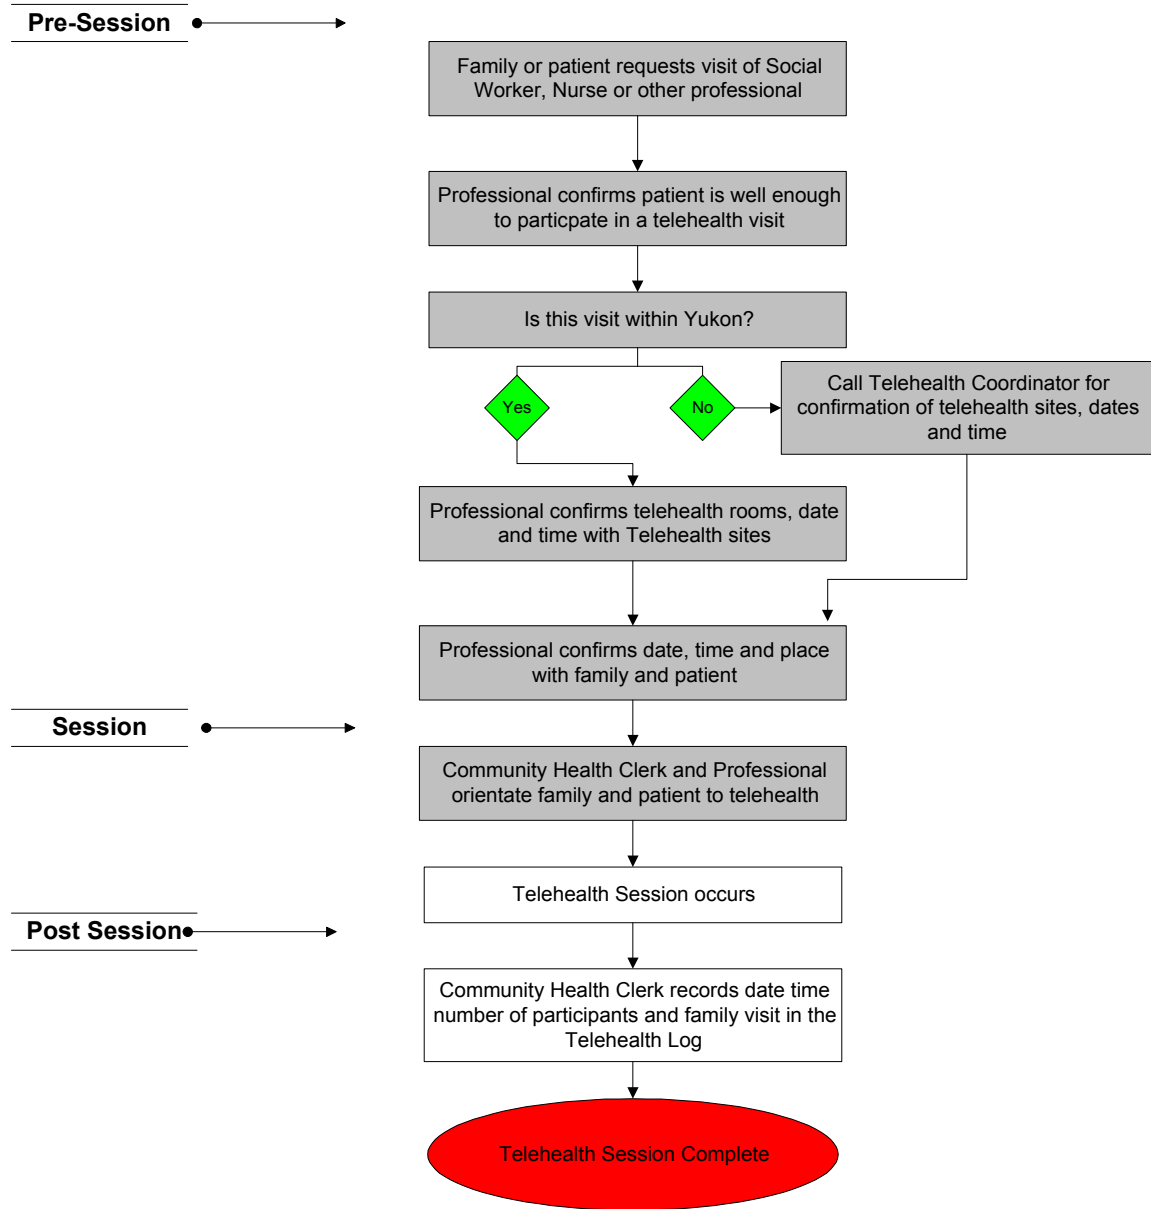 Pre-Session
Family or patient requests visit of Social
Worker, Nurse or other professional
Professional confirms patient is well enough
to particpate in a telehealth visit
Is this visit within Yukon?
Yes
No
Call Telehealth Coordinator for
confirmation of telehealth sites, dates
and time
Professional confirms telehealth rooms, date
and time with Telehealth sites
Professional confirms date, time and place
with family and patient
Session
Community Health Clerk and Professional
orientate family and patient to telehealth
Telehealth Session occurs
Post Session
Community Health Clerk records date time
number of participants and family visit in the
Telehealth Log
Telehealth Session Complete